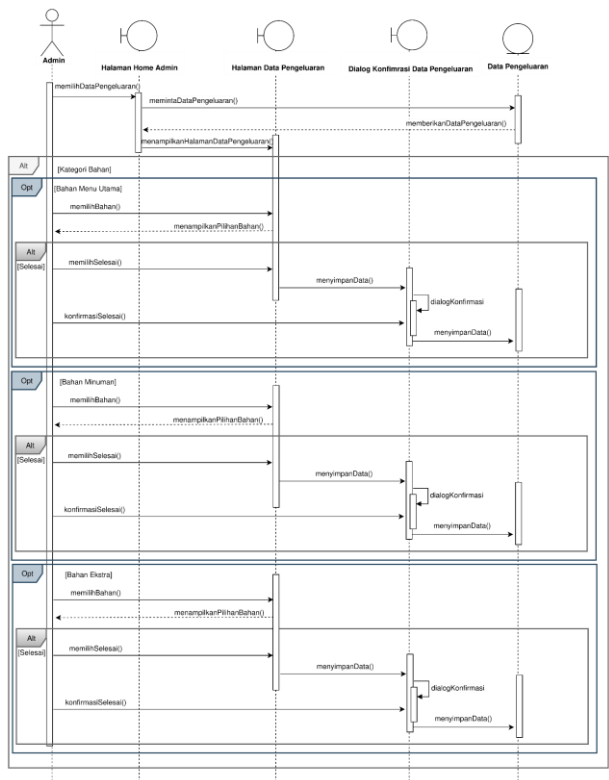 Admin
Halaman Home Admin
Halaman Data Pengeluaran
Dialog Konfimrasi Data Pengeluaran
Data Pengeluaran
memilihDataPengeluaran()
memintaDataPengeluaran()
memberikanDataPengeluaran()
menampilkanHalamanDataPengeluaran()
Alt
[Kategori Bahan]
Opt
[Bahan Menu Utama]
memilihBahan()
menampilkanPilihanBahan()
Alt
[Selesai]
memilihSelesai()
menyimpanData()
dialogKonfirmasi
konfirmasiSelesai()
menyimpanData()
Opt
[Bahan Minuman]
memilihBahan()
menampilkanPilihanBahan()
Alt
[Selesai]
memilihSelesai()
menyimpanData()
dialogKonfirmasi
konfirmasiSelesai()
menyimpanData()
Opt
[Bahan Ekstra]
memilihBahan()
menampilkanPilihanBahan()
Alt
[Selesai]
memilihSelesai()
menyimpanData()
dialogKonfirmasi
konfirmasiSelesai()
menyimpanData()